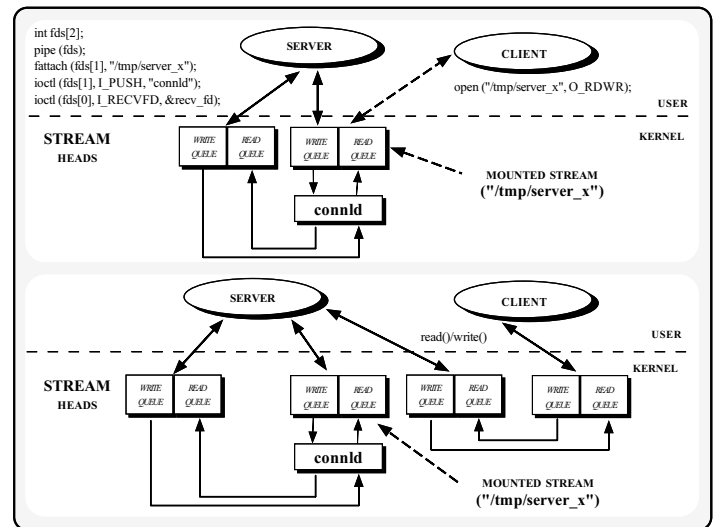 int fds[2];
pipe (fds);
fattach (fds[1], "/tmp/server_x");
ioctl (fds[1], I_PUSH, "connld");
ioctl (fds[0], I_RECVFD, &recv_fd);
SERVER
CLIENT
open ("/tmp/server_x", O_RDWR);
USER
KERNEL
STREAM
HEADS
WRITE
QUEUE
READ
QUEUE
WRITE
QUEUE
READ
QUEUE
MOUNTED STREAM
("/tmp/server_x")
connld
SERVER
CLIENT
read()/write()
USER
KERNEL
STREAM
HEADS
WRITE
QUEUE
READ
QUEUE
WRITE
QUEUE
READ
QUEUE
WRITE
QUEUE
READ
QUEUE
WRITE
QUEUE
READ
QUEUE
connld
MOUNTED STREAM
("/tmp/server_x")